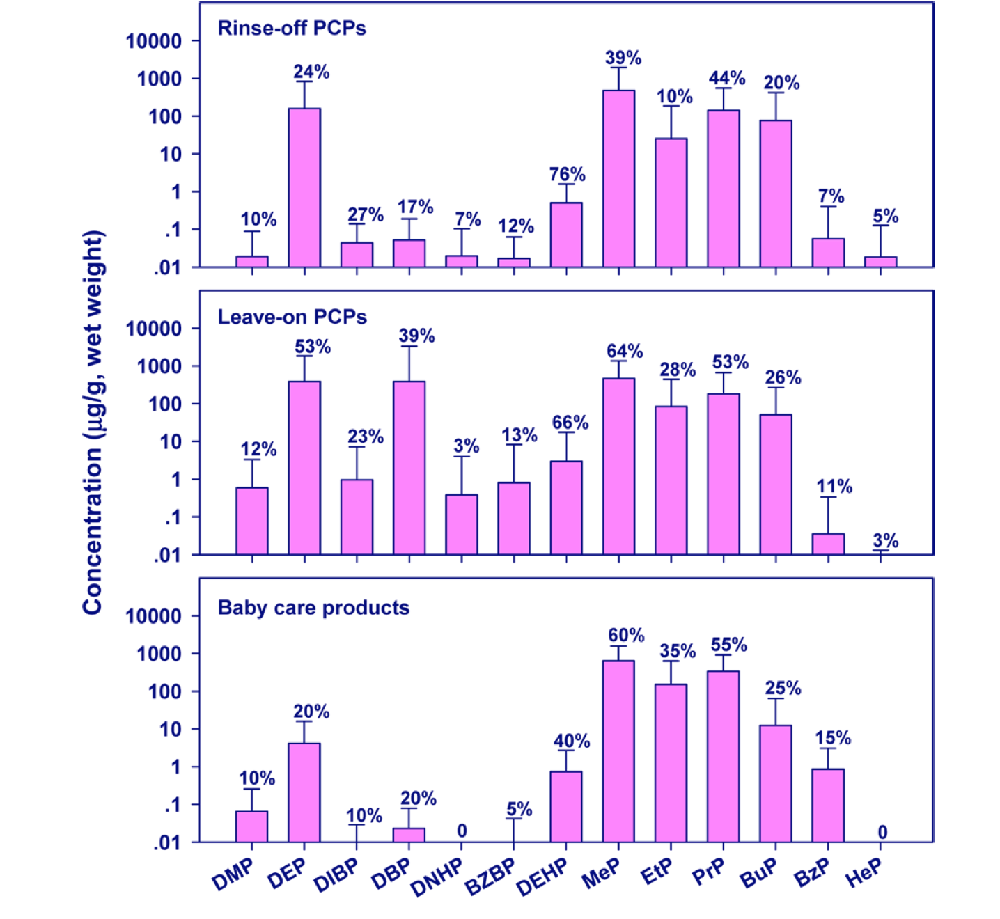 Concentration (µg/g, wet weight)
Rinse-off PCPs
10000
1000
100
10
1
.1
.01
10% 24% 27% 17% 7% 12% 76% 39% 10% 44% 20% 7% 5%
Leave-on PCPs
10000
1000
100
10
1
.1
.01
12% 53% 23% 39% 3% 13% 66% 64% 28% 53% 26% 11% 3%
Baby care products
10000
1000
100
10
1
.1
.01
10% 20% 10% 20% 0 5% 40% 60% 35% 55% 25% 15% 0
DMP DEP DIBP DBP DNHP BZBP DEHP MeP EtP PrP BuP BzP HeP